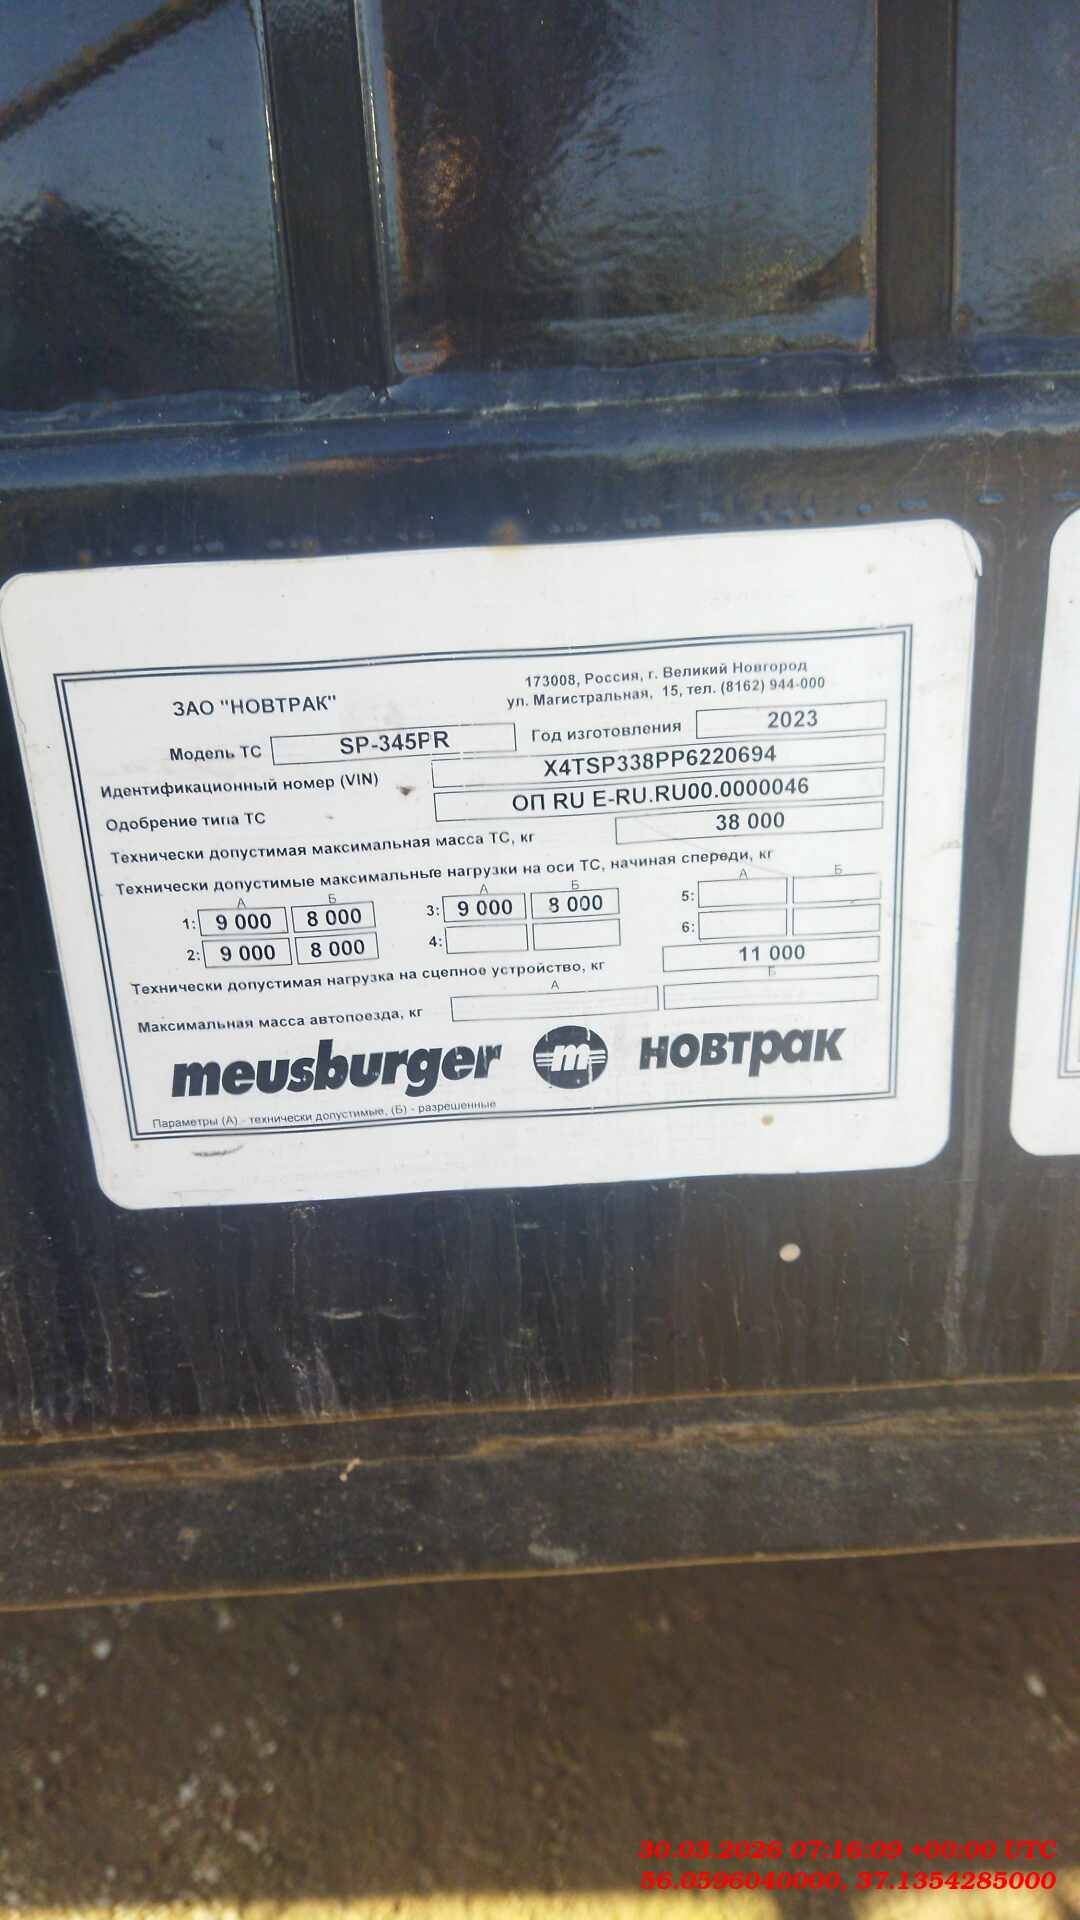 ЗАО "НОВТРАК"
173008, Россия, г. Великий Новгород
ул. Магистральная, 15, тел. (8162) 944-000
Модель ТС SP-345PR Год изготовления 2023
Идентификационный номер (VIN) X4TSP338PP6220694
Одобрение типа ТС ОП RU E-RU.RU00.0000046
Технически допустимая максимальная масса ТС, кг 38 000
Технически допустимые максимальные нагрузки на оси ТС, начиная спереди, кг
А Б А Б А Б
1: 9 000 8 000 3: 9 000 8 000 5:
2: 9 000 8 000 4: 6:
Технически допустимая нагрузка на сцепное устройство, кг 11 000
А Б
Максимальная масса автопоезда, кг
meusburger m новтрак
Параметры (А) - технически допустимые, (Б) - разрешенные
30.03.2026 07:16:09 +00:00 UTC
56.0596040000, 37.1354285000